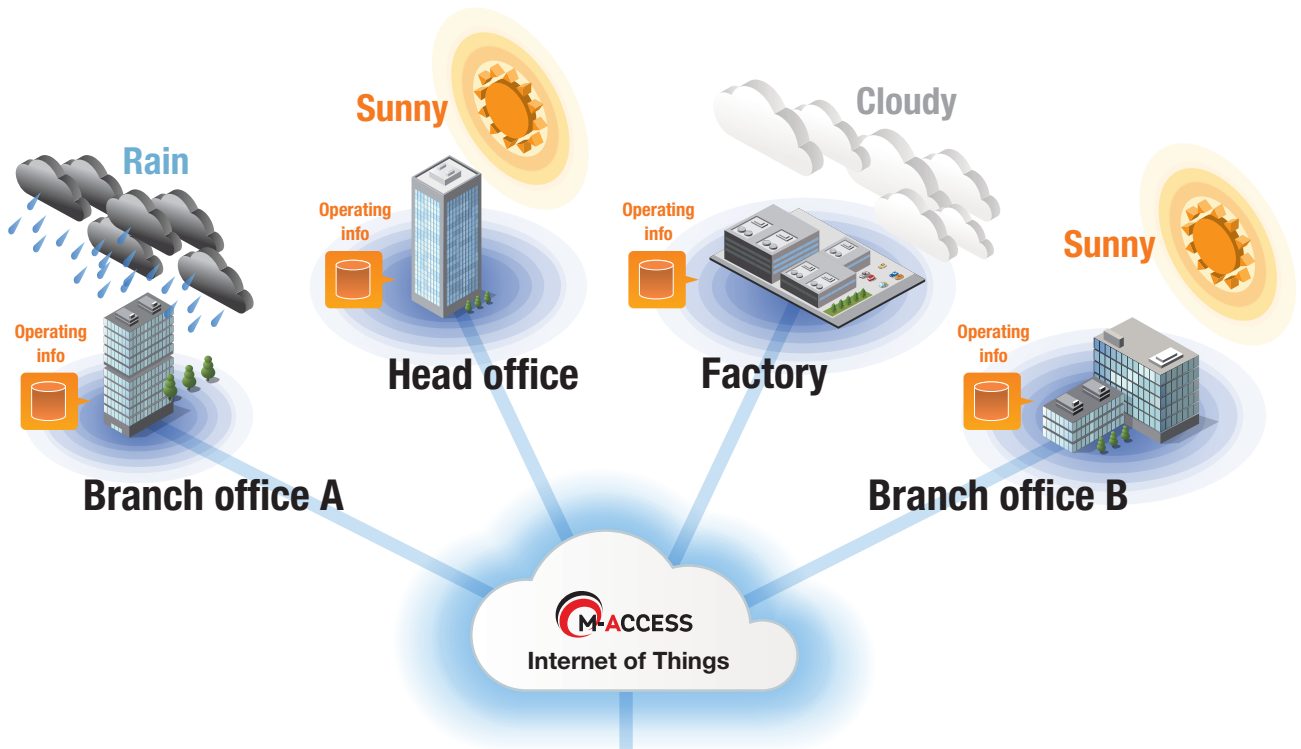 Sunny
Cloudy
Rain
Operating
info
Operating
info
Sunny
Operating
info
Operating
info
Head office
Factory
Branch office A
Branch office B
M-ACCESS
Internet of Things